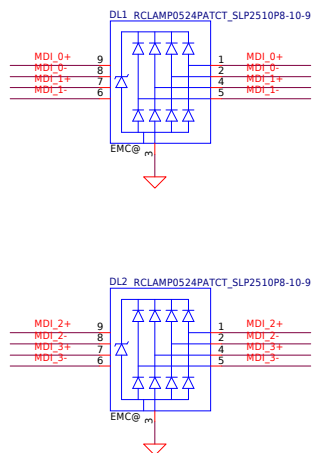 DL1 RCLAMP0524PATCT_SLP2510P8-10-9
MDI_0+ 9 1 MDI_0+
MDI_0- 8 2 MDI_0-
MDI_1+ 7 4 MDI_1+
MDI_1- 6 5 MDI_1-
EMC@ 3
DL2 RCLAMP0524PATCT_SLP2510P8-10-9
MDI_2+ 9 1 MDI_2+
MDI_2- 8 2 MDI_2-
MDI_3+ 7 4 MDI_3+
MDI_3- 6 5 MDI_3-
EMC@ 3